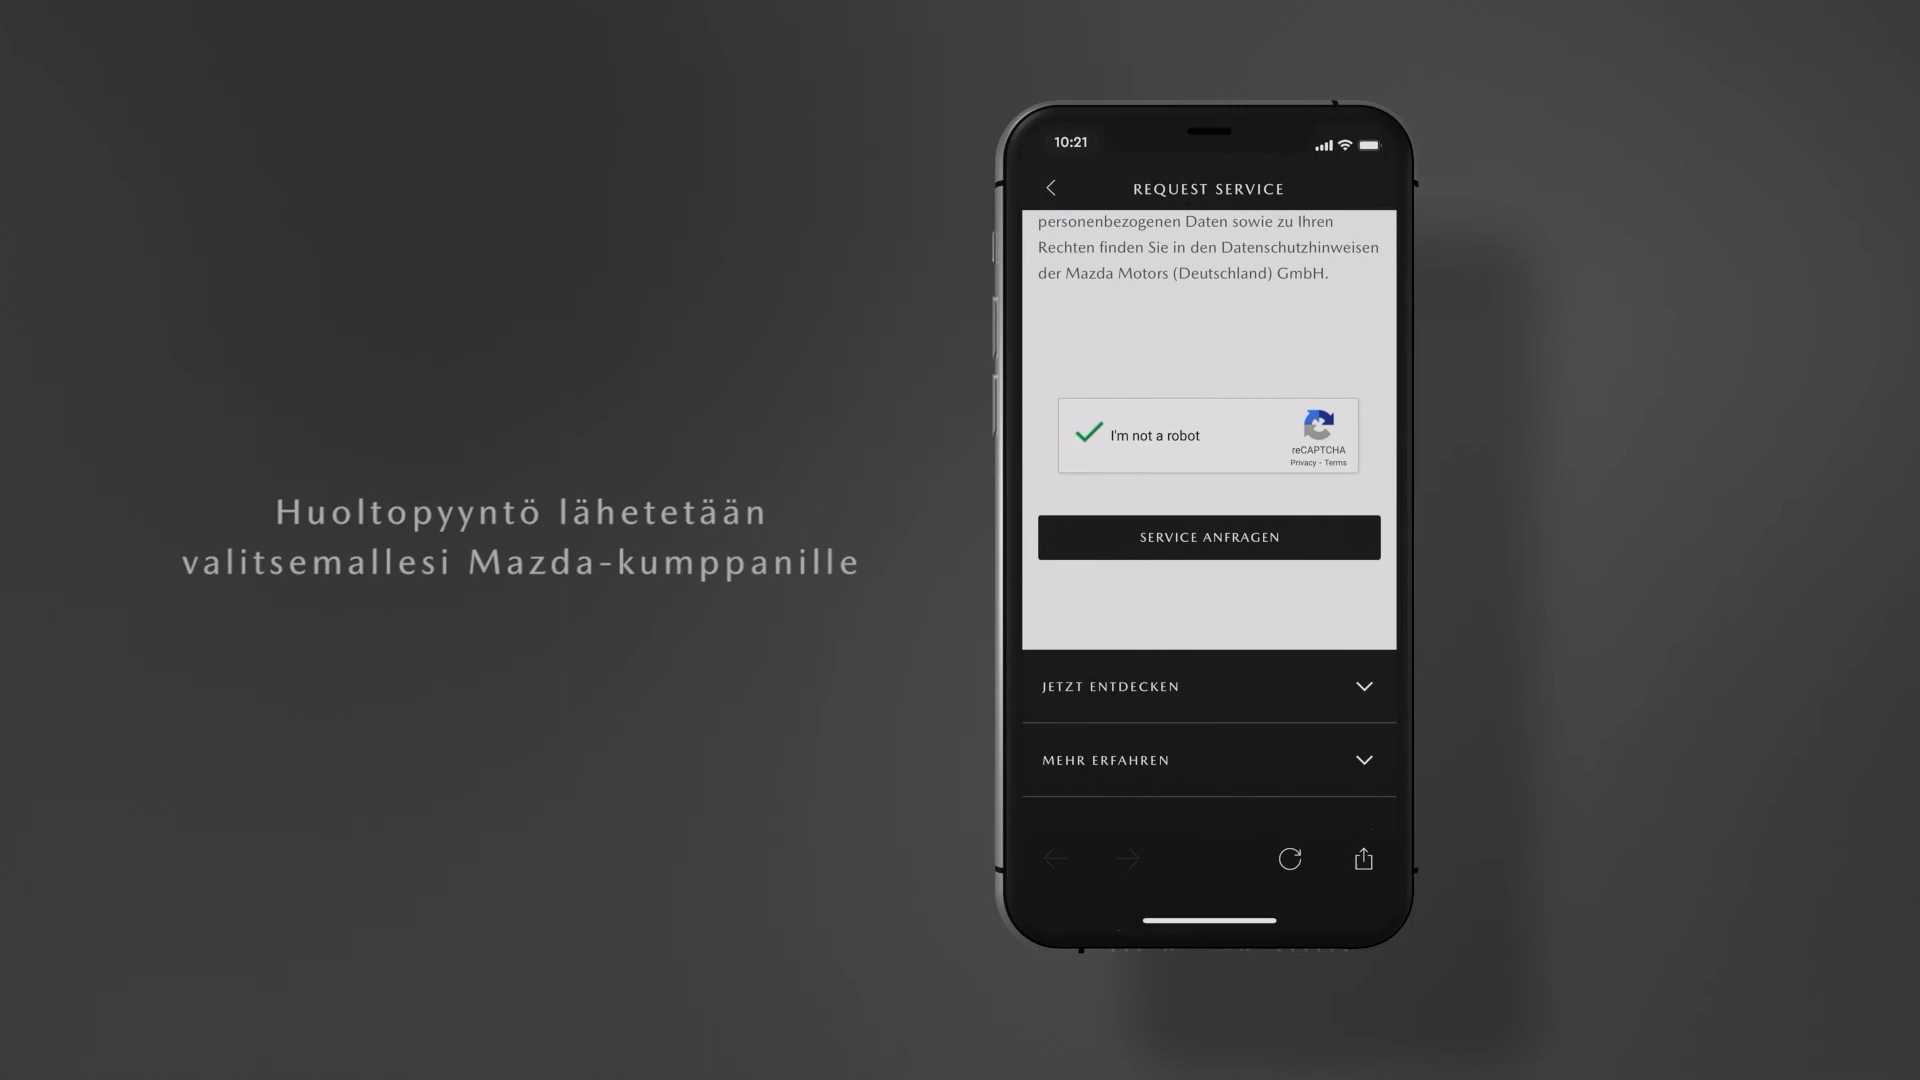 Huoltopyyntö lähetetään
valitsemallesi Mazda-kumppanille
10:21
REQUEST SERVICE
personenbezogenen Daten sowie zu Ihren
Rechten finden Sie in den Datenschutzhinweisen
der Mazda Motors (Deutschland) GmbH.
I'm not a robot
reCAPTCHA
Privacy - Terms
SERVICE ANFRAGEN
JETZT ENTDECKEN
MEHR ERFAHREN